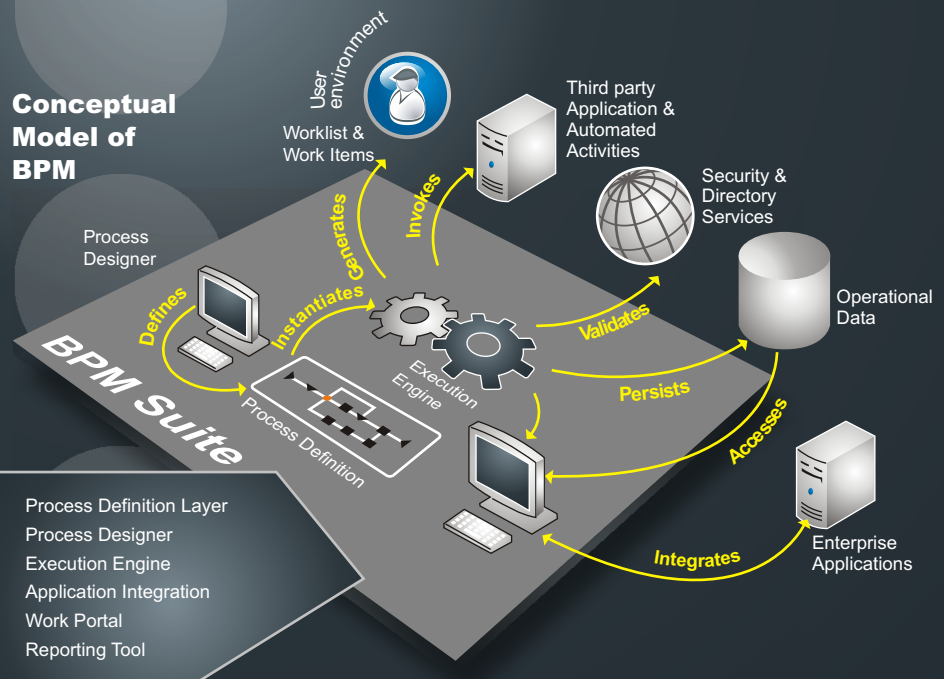 Conceptual
Model of
BPM
User
environment
Worklist &
Work Items
Third party
Application &
Automated
Activities
Security &
Directory
Services
Process
Designer
Operational
Data
Defines
Instantiates
Generates
Invokes
Validates
Persists
Accesses
Integrates
Execution
Engine
Process Definition
BPM Suite
Enterprise
Applications
Process Definition Layer
Process Designer
Execution Engine
Application Integration
Work Portal
Reporting Tool